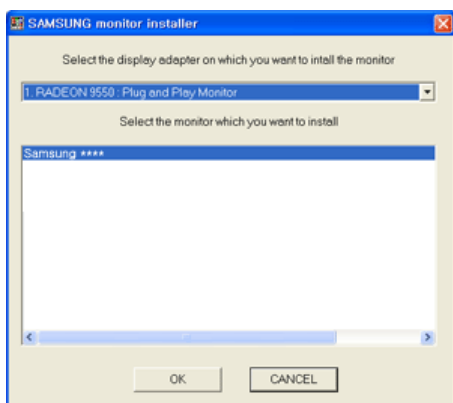 SAMSUNG monitor installer
Select the display adapter on which you want to intall the monitor
1. RADEON 9550 : Plug and Play Monitor
Select the monitor which you want to install
Samsung ****
OK
CANCEL